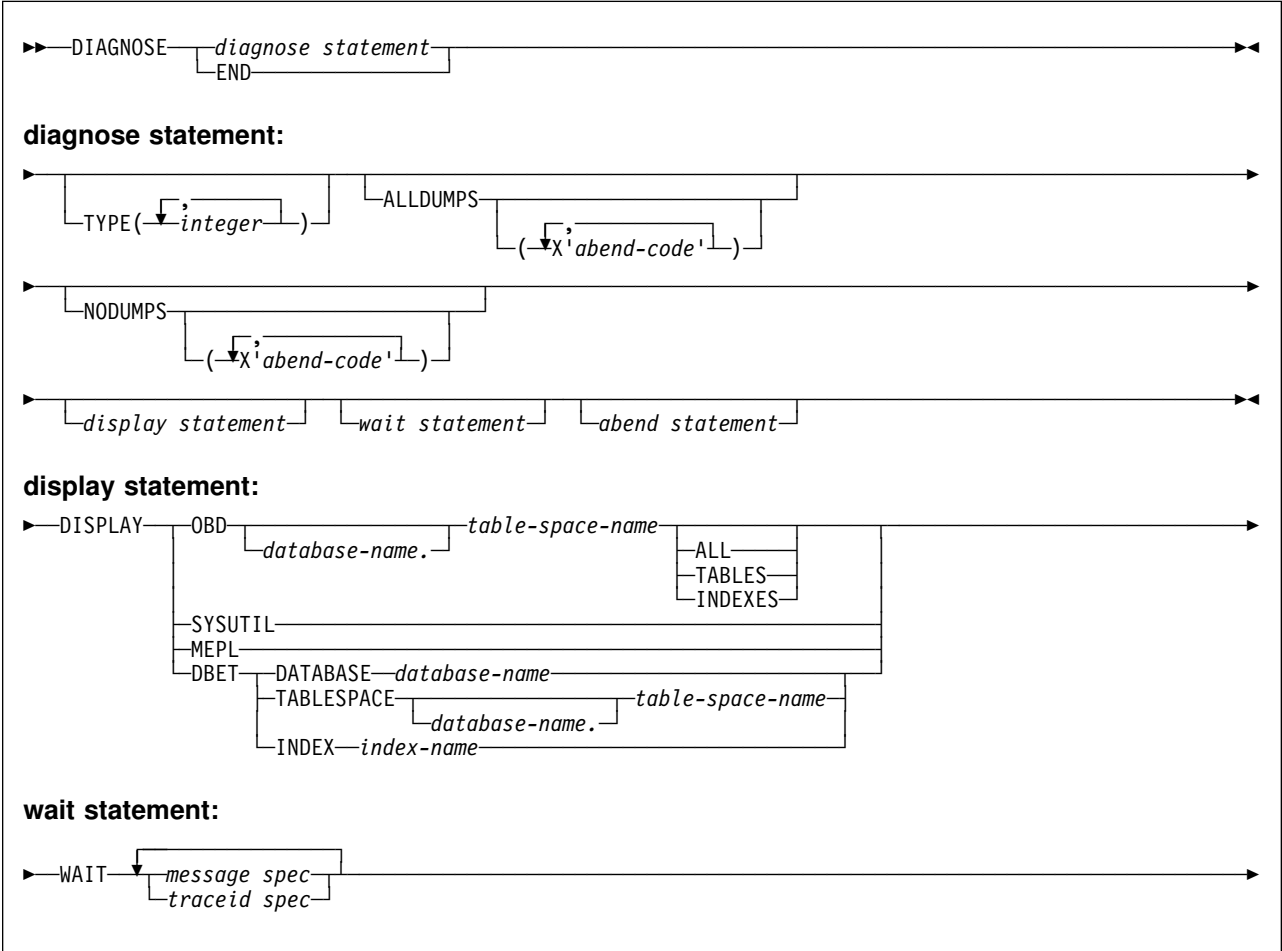 DIAGNOSE diagnose statement
END
diagnose statement:
TYPE( , integer ) ALLDUMPS ( , X'abend-code' )
NODUMPS ( , X'abend-code' )
display statement wait statement abend statement
display statement:
DISPLAY OBD database-name. table-space-name
ALL
TABLES
INDEXES
SYSUTIL
MEPL
DBET DATABASE database-name
TABLESPACE database-name. table-space-name
INDEX index-name
wait statement:
WAIT message spec
traceid spec